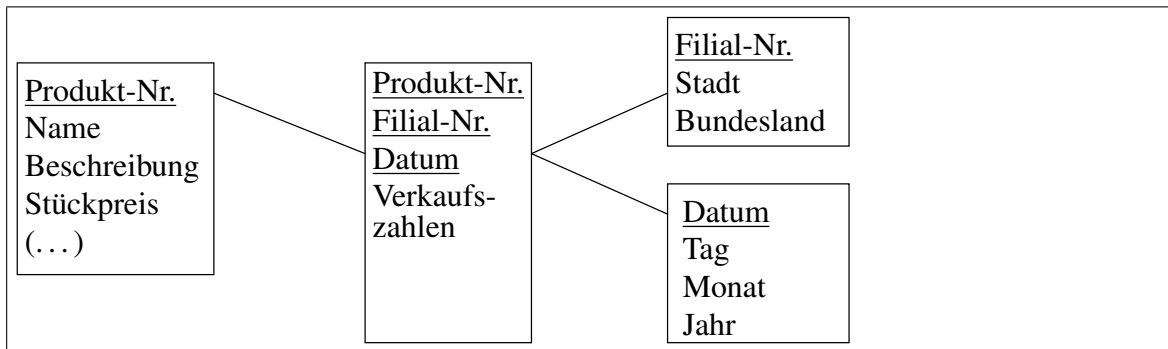 Produkt-Nr.
Name
Beschreibung
Stückpreis
(...)
Produkt-Nr.
Filial-Nr.
Datum
Verkaufs-
zahlen
Filial-Nr.
Stadt
Bundesland
Datum
Tag
Monat
Jahr